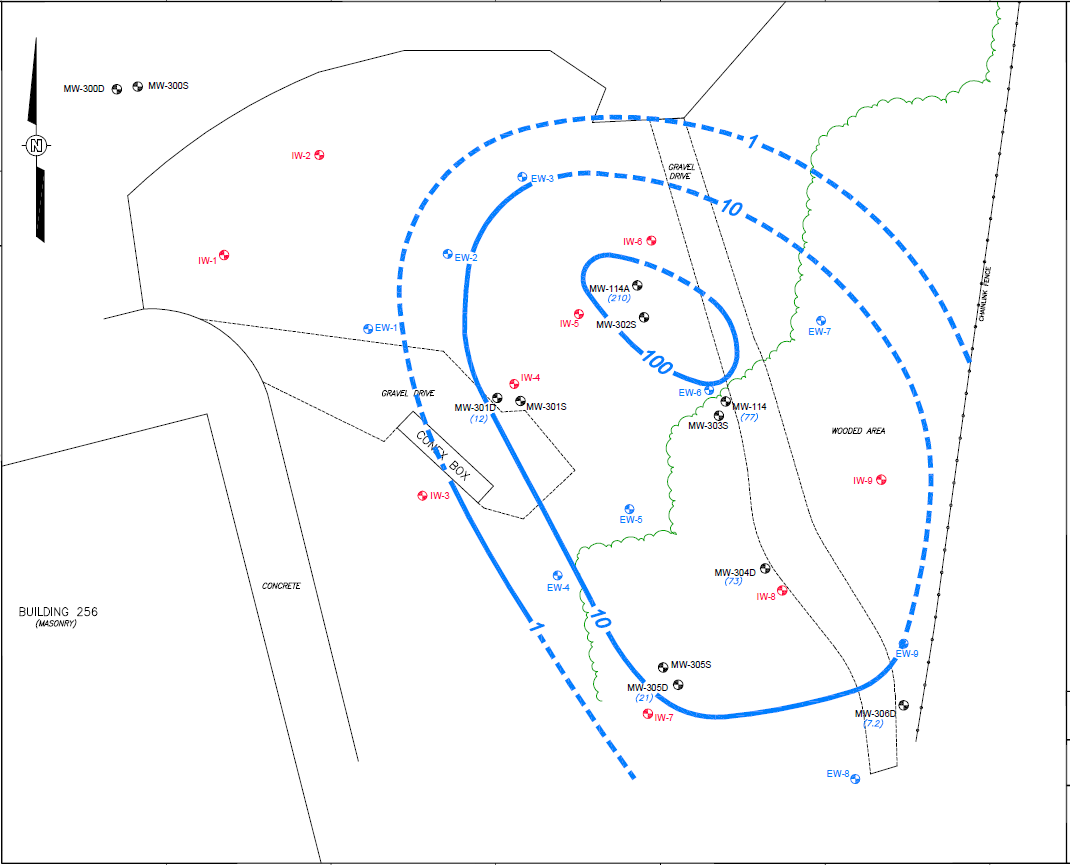 MW-300D
MW-300S
N
IW-2
1
GRAVEL
DRIVE
EW-3
10
IW-6
EW-2
IW-1
MW-114A
(210)
CHAINLINK FENCE
IW-5
MW-302S
EW-1
EW-7
100
IW-4
GRAVEL DRIVE
EW-6
MW-301D
MW-301S
(12)
MW-114
(77)
MW-303S
WOODED AREA
CONEX BOX
IW-3
IW-9
EW-5
MW-304D
(73)
EW-4
IW-8
CONCRETE
BUILDING 256
(MASONRY)
10
1
EW-9
MW-305S
MW-305D
(21)
IW-7
MW-306D
(7.2)
EW-8